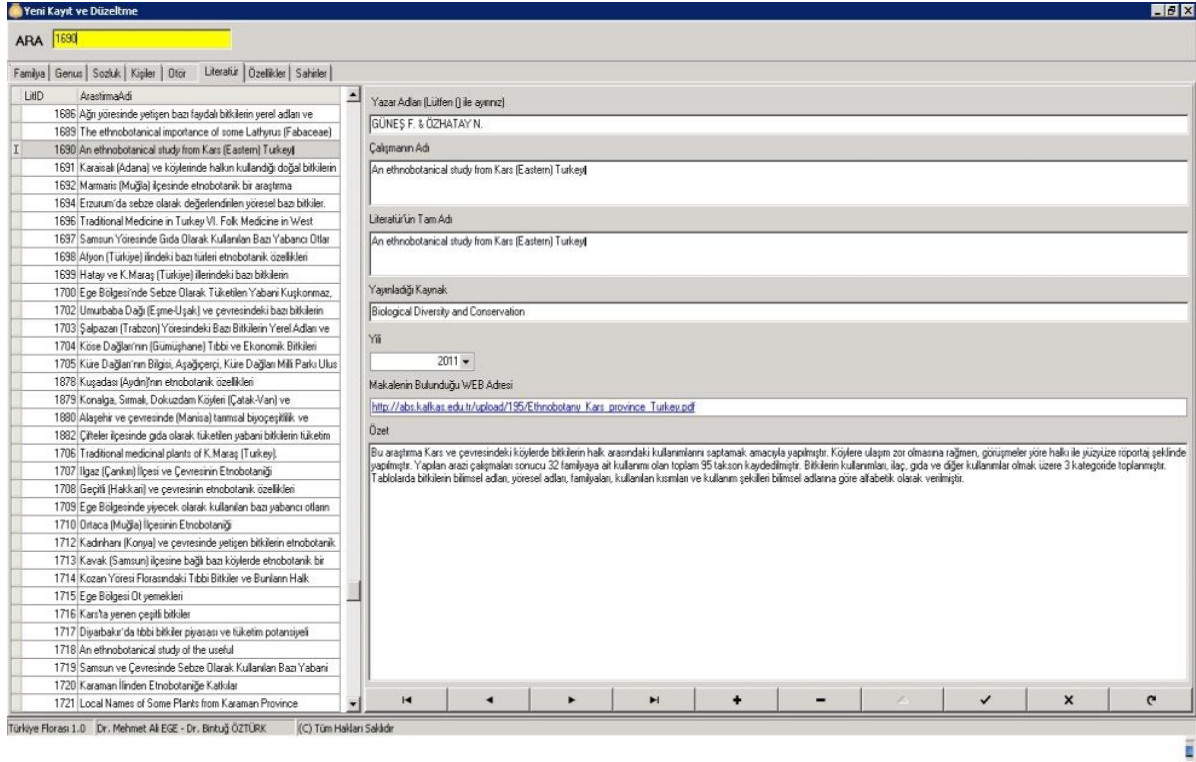 Yeni Kayıt ve Düzeltme
ARA 1690
Familya Genus Sozluk Kişiler Otör Literatür Özellikler Sahirler
LitID ArastirmaAdi
1686 Ağrı yöresinde yetişen bazı faydalı bitkilerin yerel adları ve
1689 The ethnobotanical importance of some Lathyrus (Fabaceae)
1690 An ethnobotanical study from Kars (Eastern) Turkey
1691 Karaisalı (Adana) ve köylerinde halkın kullandığı doğal bitkilerin
1692 Marmaris (Muğla) ilçesinde etnobotanik bir araştırma
1694 Erzurum'da sebze olarak değerlendirilen yöresel bazı bitkiler.
1696 Traditional Medicine in Turkey VI. Folk Medicine in West
1697 Samsun Yöresinde Gıda Olarak Kullanılan Bazı Yabancı Otlar
1698 Afyon (Türkiye) ilindeki bazı türleri etnobotanik özellikleri
1699 Hatay ve K.Maraş (Türkiye) illerindeki bazı bitkilerin
1700 Ege Bölgesi'nde Sebze Olarak Tüketilen Yabani Kuşkonmaz,
1702 Umurbaba Dağı (Eşme-Uşak) ve çevresindeki bazı bitkilerin
1703 Şalpazarı (Trabzon) Yöresindeki Bazı Bitkilerin Yerel Adları ve
1704 Köse Dağları'nın (Gümüşhane) Tıbbi ve Ekonomik Bitkileri
1705 Küre Dağları'nın Bilgisi, Aşağıçerçi, Küre Dağları Milli Parkı Ulus
1878 Kuşadası (Aydın)'nın etnobotanik özellikleri
1879 Konalga, Sırmalı, Dokuzdam Köyleri (Çatak-Van) ve
1880 Alaşehir ve çevresinde (Manisa) tarımsal biyoçeşitlilik ve
1882 Çifteler ilçesinde gıda olarak tüketilen yabani bitkilerin tüketim
1706 Traditional medicinal plants of K.Maraş (Turkey).
1707 Ilgaz (Çankırı) İlçesi ve Çevresinin Etnobotaniği
1708 Geçitli (Hakkari) ve çevresinin etnobotanik özellikleri
1709 Ege Bölgesinde yiyecek olarak kullanılan bazı yabancı otların
1710 Ortaca (Muğla) İlçesinin Etnobotaniği
1712 Kadınhanı (Konya) ve çevresinde yetişen bitkilerin etnobotanik
1713 Kavak (Samsun) ilçesine bağlı bazı köylerde etnobotanik bir
1714 Kozan Yöresi Florasındaki Tıbbi Bitkiler ve Bunların Halk
1715 Ege Bölgesi Ot yemekleri
1716 Kars'ta yenen çeşitli bitkiler
1717 Diyarbakır'da tıbbi bitkiler piyasası ve tüketim potansiyeli
1718 An ethnobotanical study of the useful
1719 Samsun ve Çevresinde Sebze Olarak Kullanılan Bazı Yabani
1720 Karaman İlinden Etnobotaniğe Katkılar
1721 Local Names of Some Plants from Karaman Province
Yazar Adları (Lütfen () ile ayırınız)
GÜNEŞ F. & ÖZHATAY N.
Çalışmanın Adı
An ethnobotanical study from Kars (Eastern) Turkey
Literatür'ün Tam Adı
An ethnobotanical study from Kars (Eastern) Turkey
Yayınladığı Kaynak
Biological Diversity and Conservation
Yili
2011
Makalenin Bulunduğu WEB Adresi
http://abs.kafkas.edu.tr/upload/195/Ethnobotany_Kars_province_Turkey.pdf
Özet
Bu araştırma Kars ve çevresindeki köylerde bitkilerin halk arasındaki kullanımlarını saptamak amacıyla yapılmıştır. Köylere ulaşım zor olmasına rağmen, görüşmeler yöre halkı ile yüzyüze röportaj şeklinde
yapılmıştır. Yapılan arazi çalışmaları sonucu 32 familyaya ait kullanımı olan toplam 95 takson kaydedilmiştir. Bitkilerin kullanımları, ilaç, gıda ve diğer kullanımlar olmak üzere 3 kategoride toplanmıştır.
Tablolarda bitkilerin bilimsel adları, yöresel adları, familyaları, kullanılan kısımları ve kullanım şekilleri bilimsel adlarına göre alfabetik olarak verilmiştir.
Türkiye Florası 1.0 Dr. Mehmet Ali EGE - Dr. Bintuğ ÖZTÜRK (C) Tüm Hakları Saklıdır